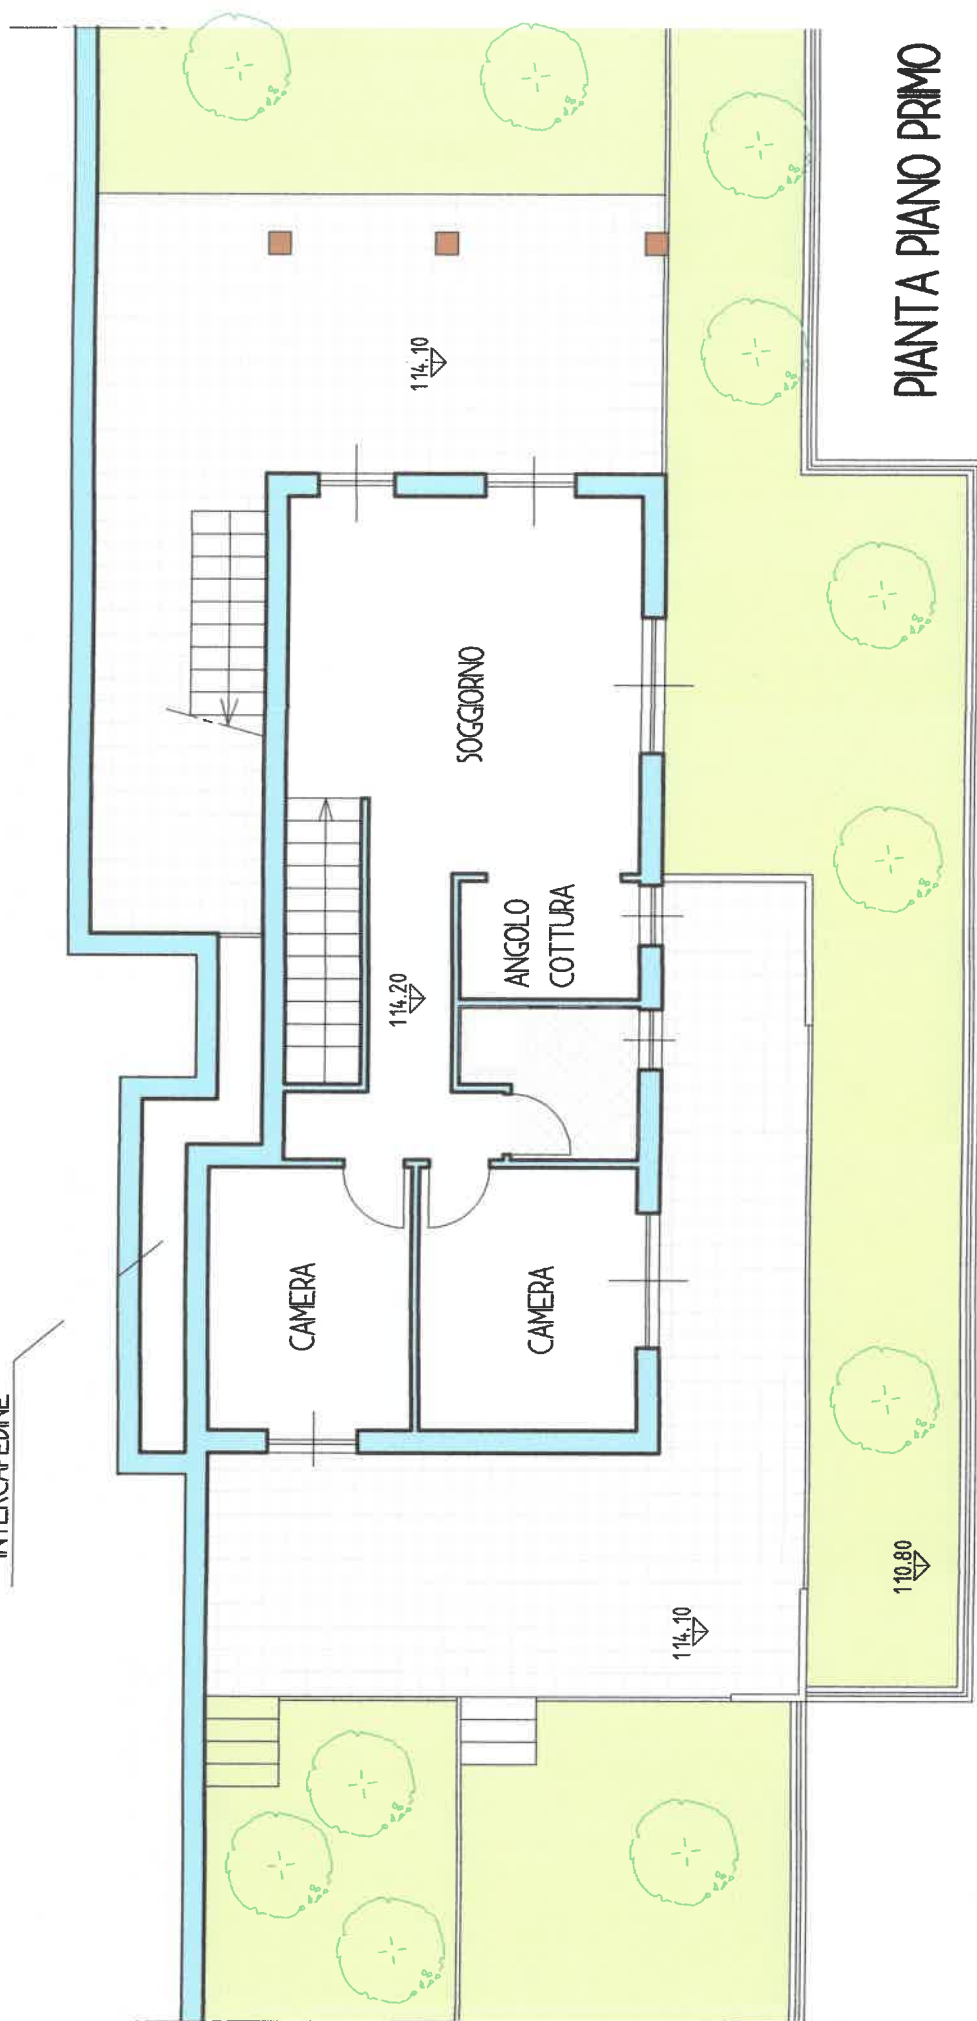 INTERCAPEDINE
CAMERA
CAMERA
114.20
ANGOLO
COTTURA
SOGGIORNO
114.10
114.10
110.80
PIANTA PIANO PRIMO